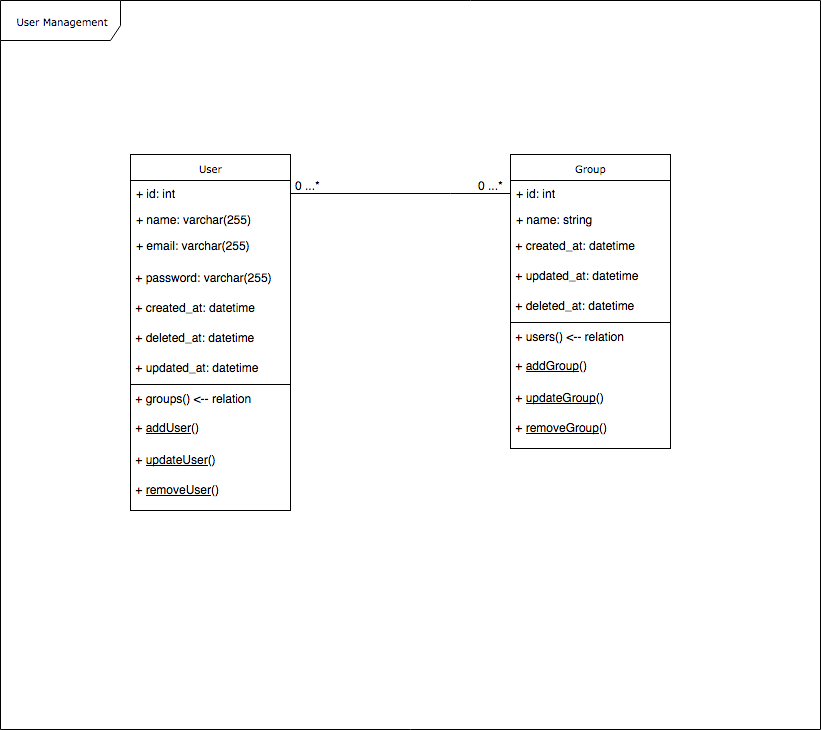 User Management
User
+ id: int
+ name: varchar(255)
+ email: varchar(255)
+ password: varchar(255)
+ created_at: datetime
+ deleted_at: datetime
+ updated_at: datetime
+ groups() <-- relation
+ addUser()
+ updateUser()
+ removeUser()
0 ...*
0 ...*
Group
+ id: int
+ name: string
+ created_at: datetime
+ updated_at: datetime
+ deleted_at: datetime
+ users() <-- relation
+ addGroup()
+ updateGroup()
+ removeGroup()